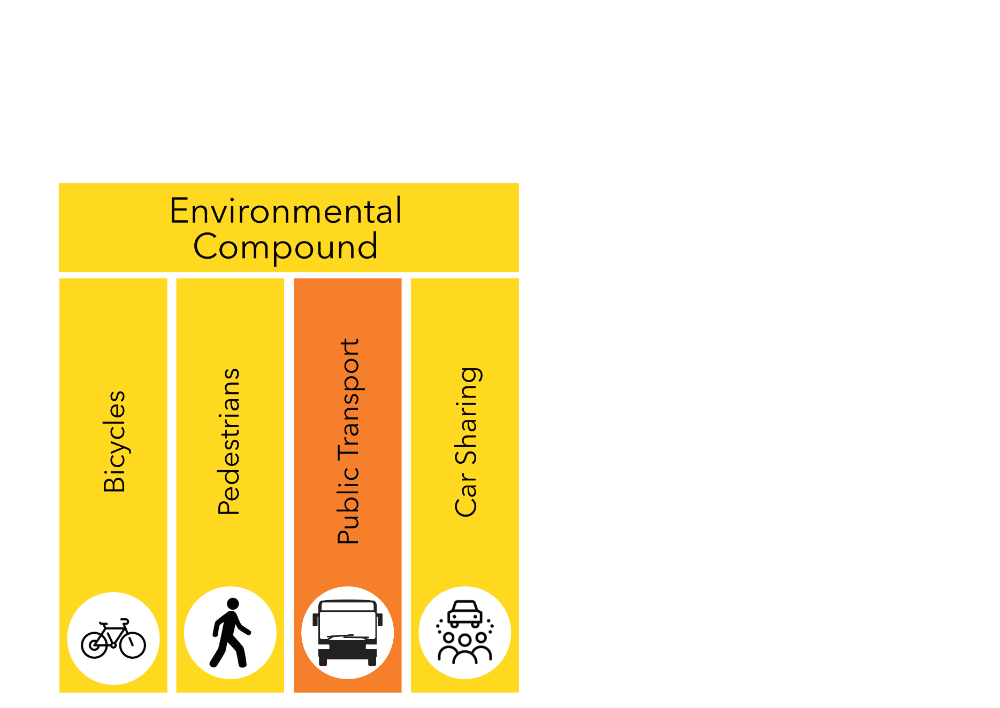 Environmental
Compound
Bicycles
Pedestrians
Public Transport
Car Sharing